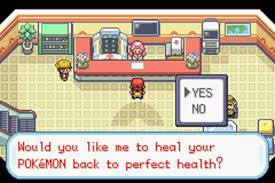 YES
NO
Would you like me to heal your
POKéMON back to perfect health?